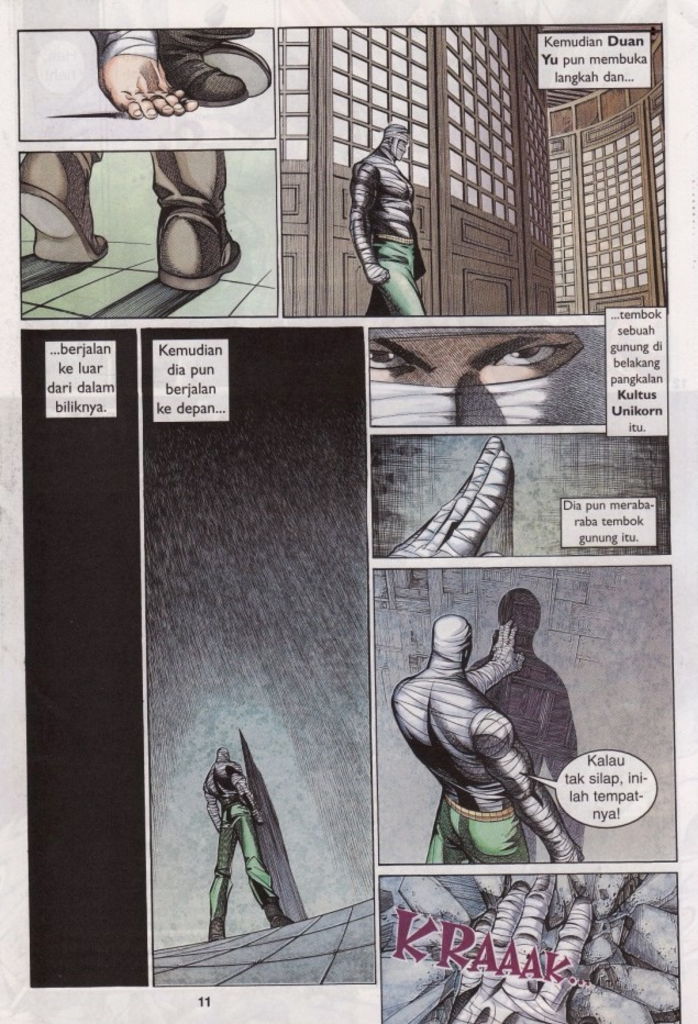 Kemudian Duan
Yu pun membuka
langkah dan...
...berjalan
ke luar
dari dalam
biliknya.
Kemudian
dia pun
berjalan
ke depan...
...tembok
sebuah
gunung di
belakang
pangkalan
Kultus
Unikorn
itu.
Dia pun meraba-
raba tembok
gunung itu.
Kalau
tak silap, ini-
lah tempat-
nya!
KRAAAK...
11